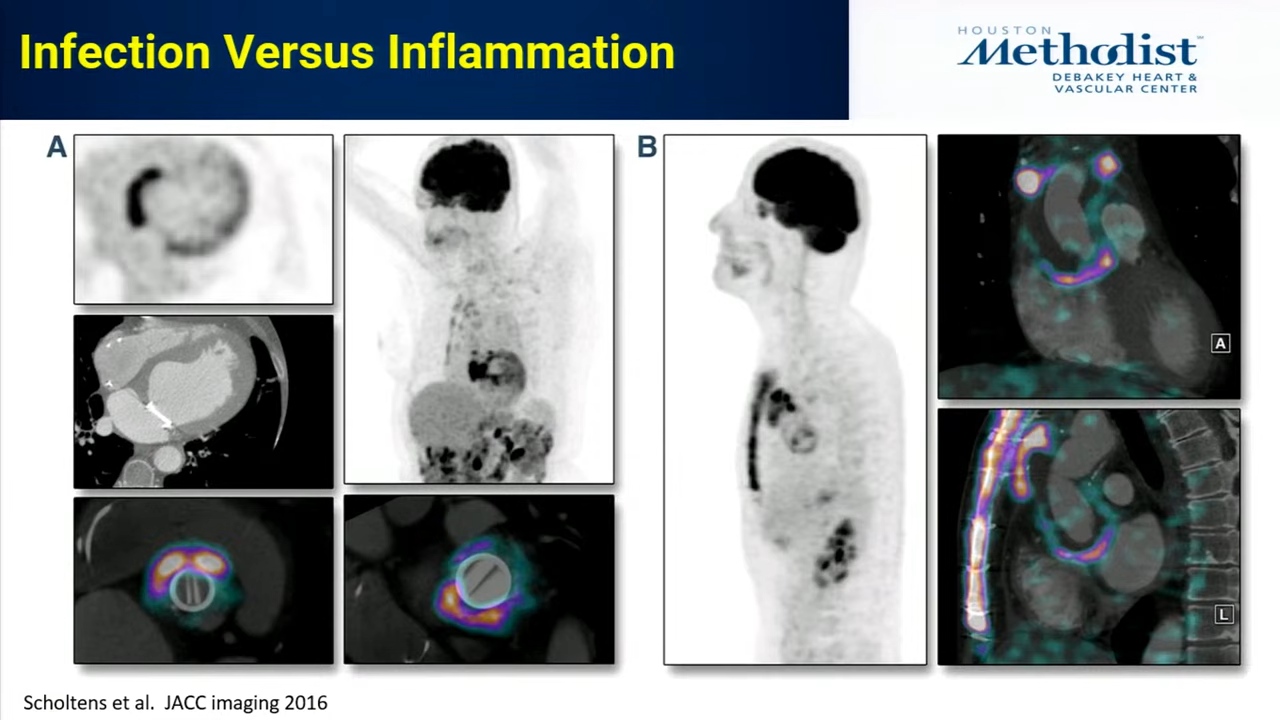 Infection Versus Inflammation
HOUSTON
Methodist
DEBAKEY HEART &
VASCULAR CENTER
A
B
A
L
Scholtens et al.  JACC imaging 2016